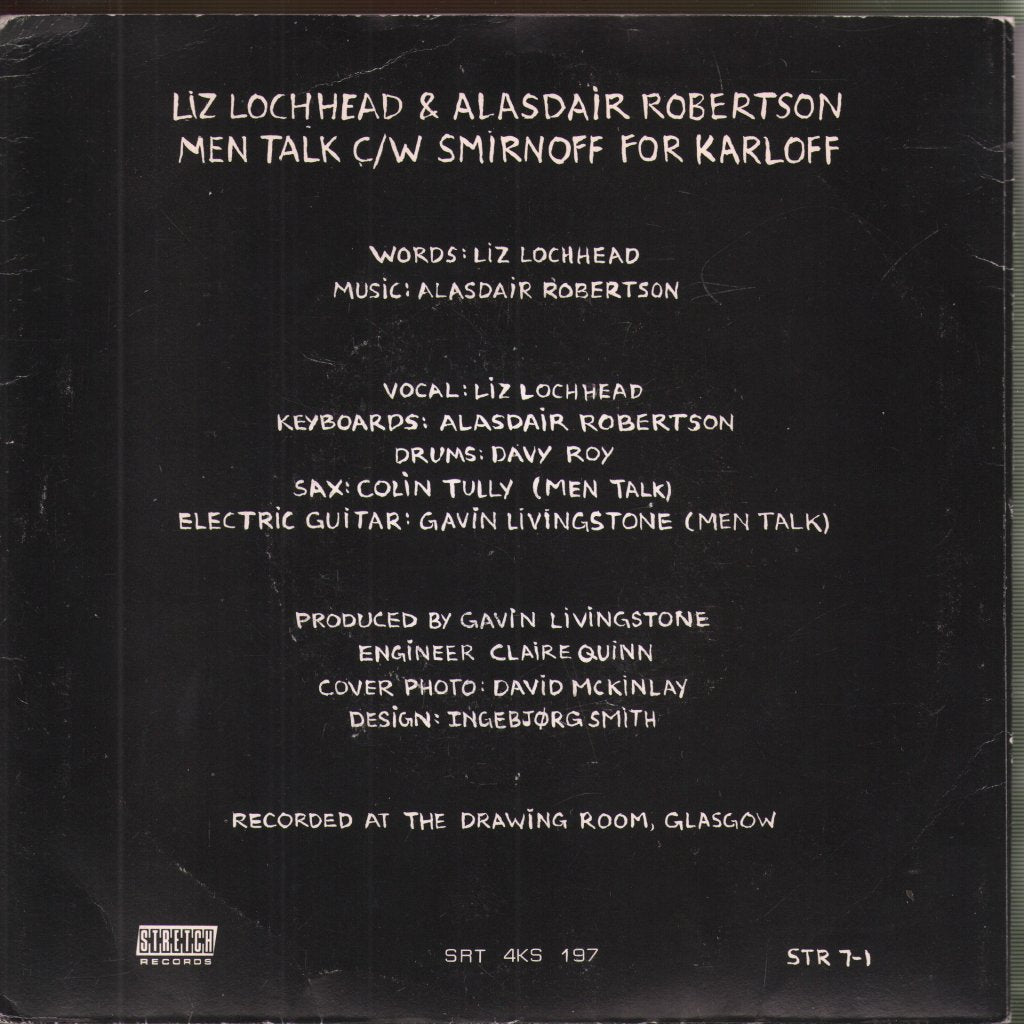 LIZ LOCHHEAD & ALASDAIR ROBERTSON
MEN TALK C/W SMIRNOFF FOR KARLOFF
WORDS: LIZ LOCHHEAD
MUSIC: ALASDAIR ROBERTSON
VOCAL: LIZ LOCHHEAD
KEYBOARDS: ALASDAIR ROBERTSON
DRUMS: DAVY ROY
SAX: COLIN TULLY (MEN TALK)
ELECTRIC GUITAR: GAVIN LIVINGSTONE (MEN TALK)
PRODUCED BY GAVIN LIVINGSTONE
ENGINEER CLAIRE QUINN
COVER PHOTO: DAVID MCKINLAY
DESIGN: INGEBJØRG SMITH
RECORDED AT THE DRAWING ROOM, GLASGOW
STRETCH
RECORDS
SRT 4KS 197
STR 7-1